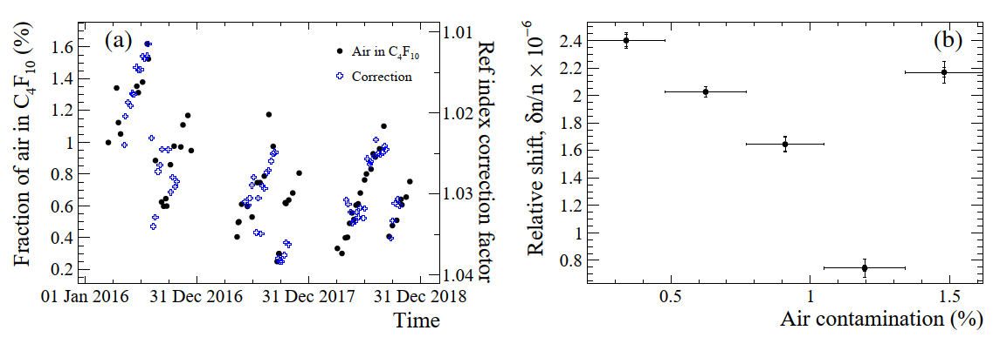 (a)
Air in C₄F₁₀
Correction
Fraction of air in C₄F₁₀ (%)
1.6
1.4
1.2
1
0.8
0.6
0.4
0.2
1.01
1.02
1.03
1.04
Ref index correction factor
01 Jan 2016 31 Dec 2016 31 Dec 2017 31 Dec 2018
Time
(b)
Relative shift, δn/n × 10⁻⁶
2.4
2.2
2
1.8
1.6
1.4
1.2
1
0.8
0.5 1 1.5
Air contamination (%)